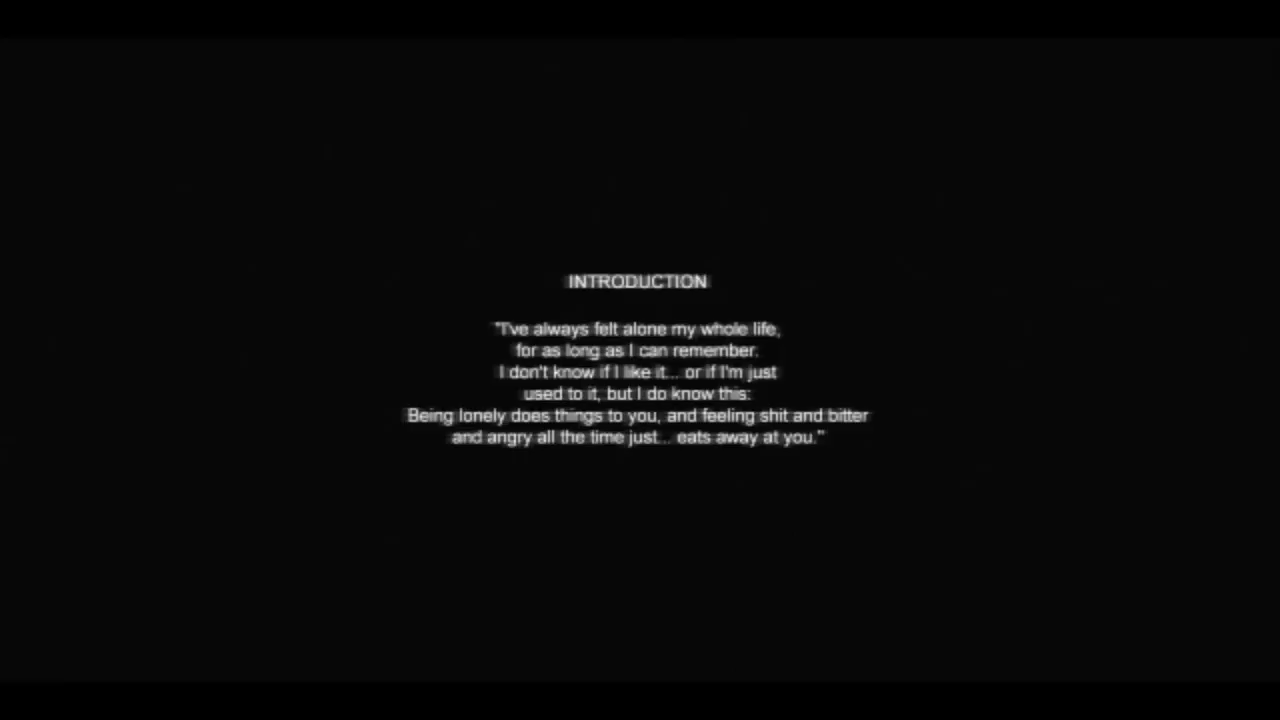 INTRODUCTION
"I've always felt alone my whole life,
for as long as I can remember.
I don't know if I like it... or if I'm just
used to it, but I do know this:
Being lonely does things to you, and feeling shit and bitter
and angry all the time just... eats away at you."